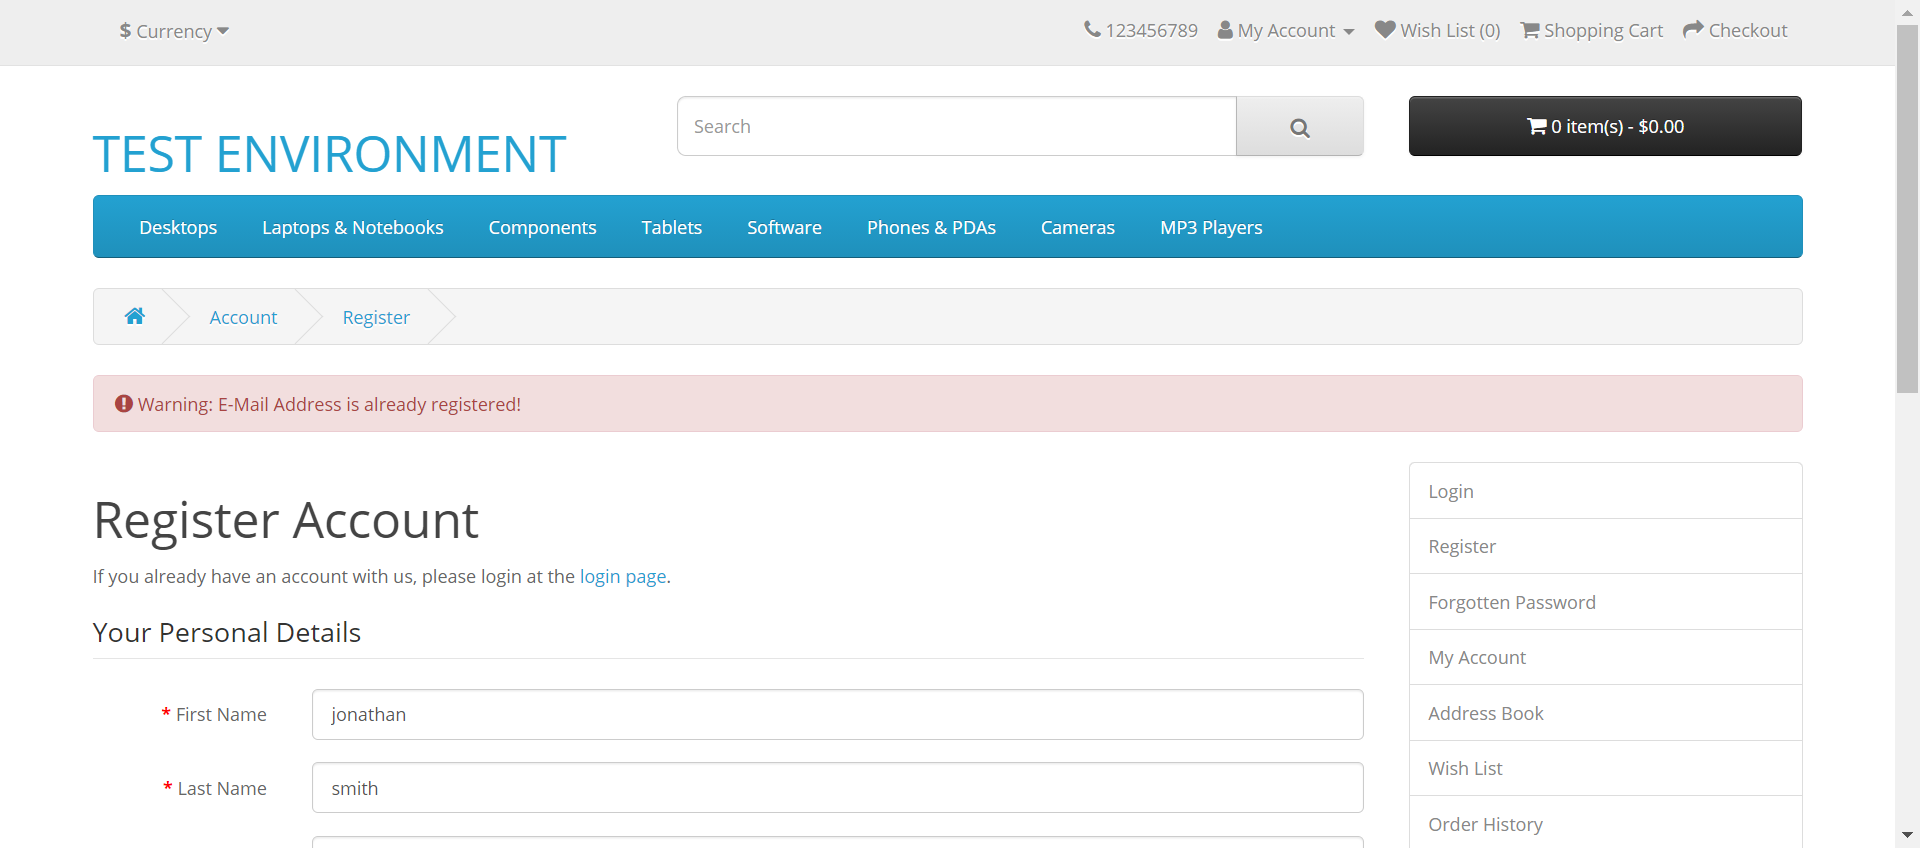 $ Currency
123456789 My Account Wish List (0) Shopping Cart Checkout
TEST ENVIRONMENT
Search
0 item(s) - $0.00
Desktops Laptops & Notebooks Components Tablets Software Phones & PDAs Cameras MP3 Players
Account Register
Warning: E-Mail Address is already registered!
Register Account
If you already have an account with us, please login at the login page.
Your Personal Details
* First Name jonathan
* Last Name smith
Login
Register
Forgotten Password
My Account
Address Book
Wish List
Order History